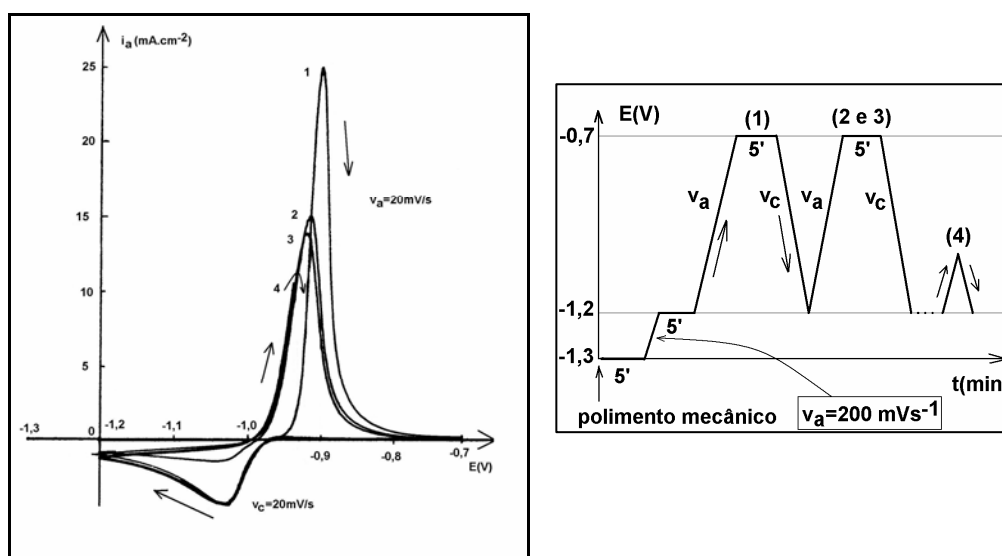 i_a (mA.cm⁻²)
25
1
20
v_a=20mV/s
15
2
3
10
4
5
-1,3
-1,2
-1,1
-1,0
0
-0,9
-0,8
-0,7
E(V)
v_c=20mV/s
E(V)
(1)
(2 e 3)
-0,7
5'
5'
v_a
v_c
v_a
v_c
(4)
-1,2
5'
...
-1,3
5'
t(min
polimento mecânico
v_a=200 mVs⁻¹